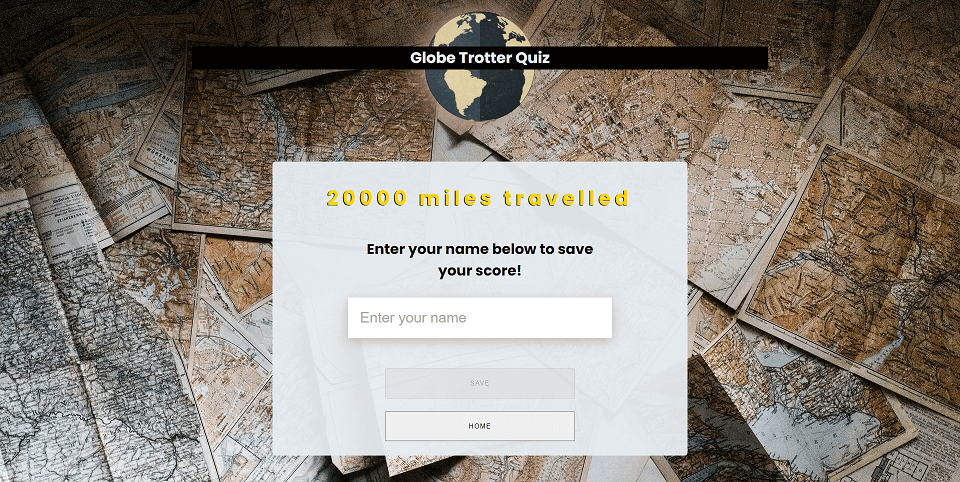 Globe Trotter Quiz
20000 miles travelled
Enter your name below to save
your score!
Enter your name
SAVE
HOME